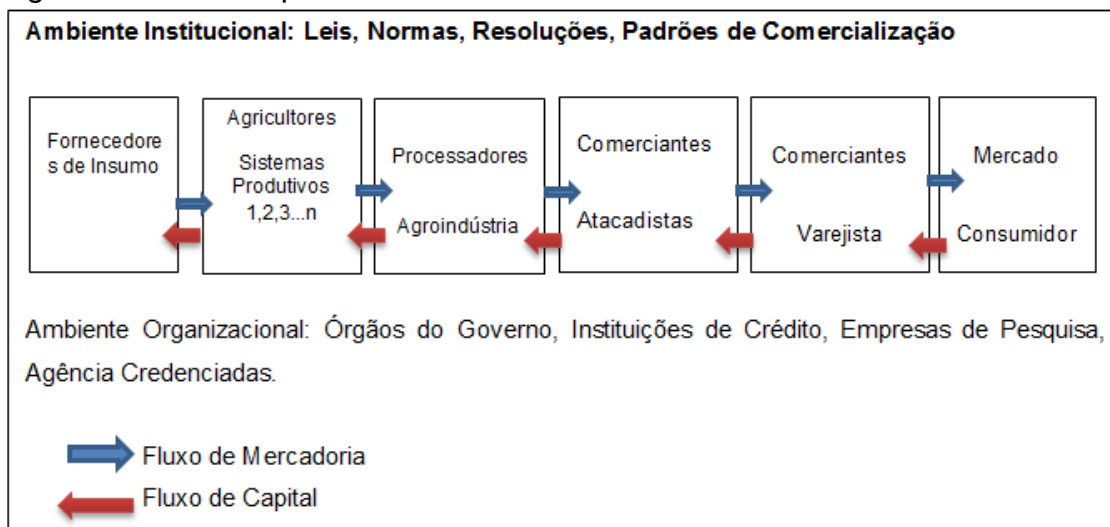 Ambiente Institucional: Leis, Normas, Resoluções, Padrões de Comercialização
Fornecedore
s de Insumo
Agricultores
Sistemas
Produtivos
1,2,3...n
Processadores
Agroindústria
Comerciantes
Atacadistas
Comerciantes
Varejista
Mercado
Consumidor
Ambiente Organizacional: Órgãos do Governo, Instituições de Crédito, Empresas de Pesquisa,
Agência Credenciadas.
Fluxo de Mercadoria
Fluxo de Capital